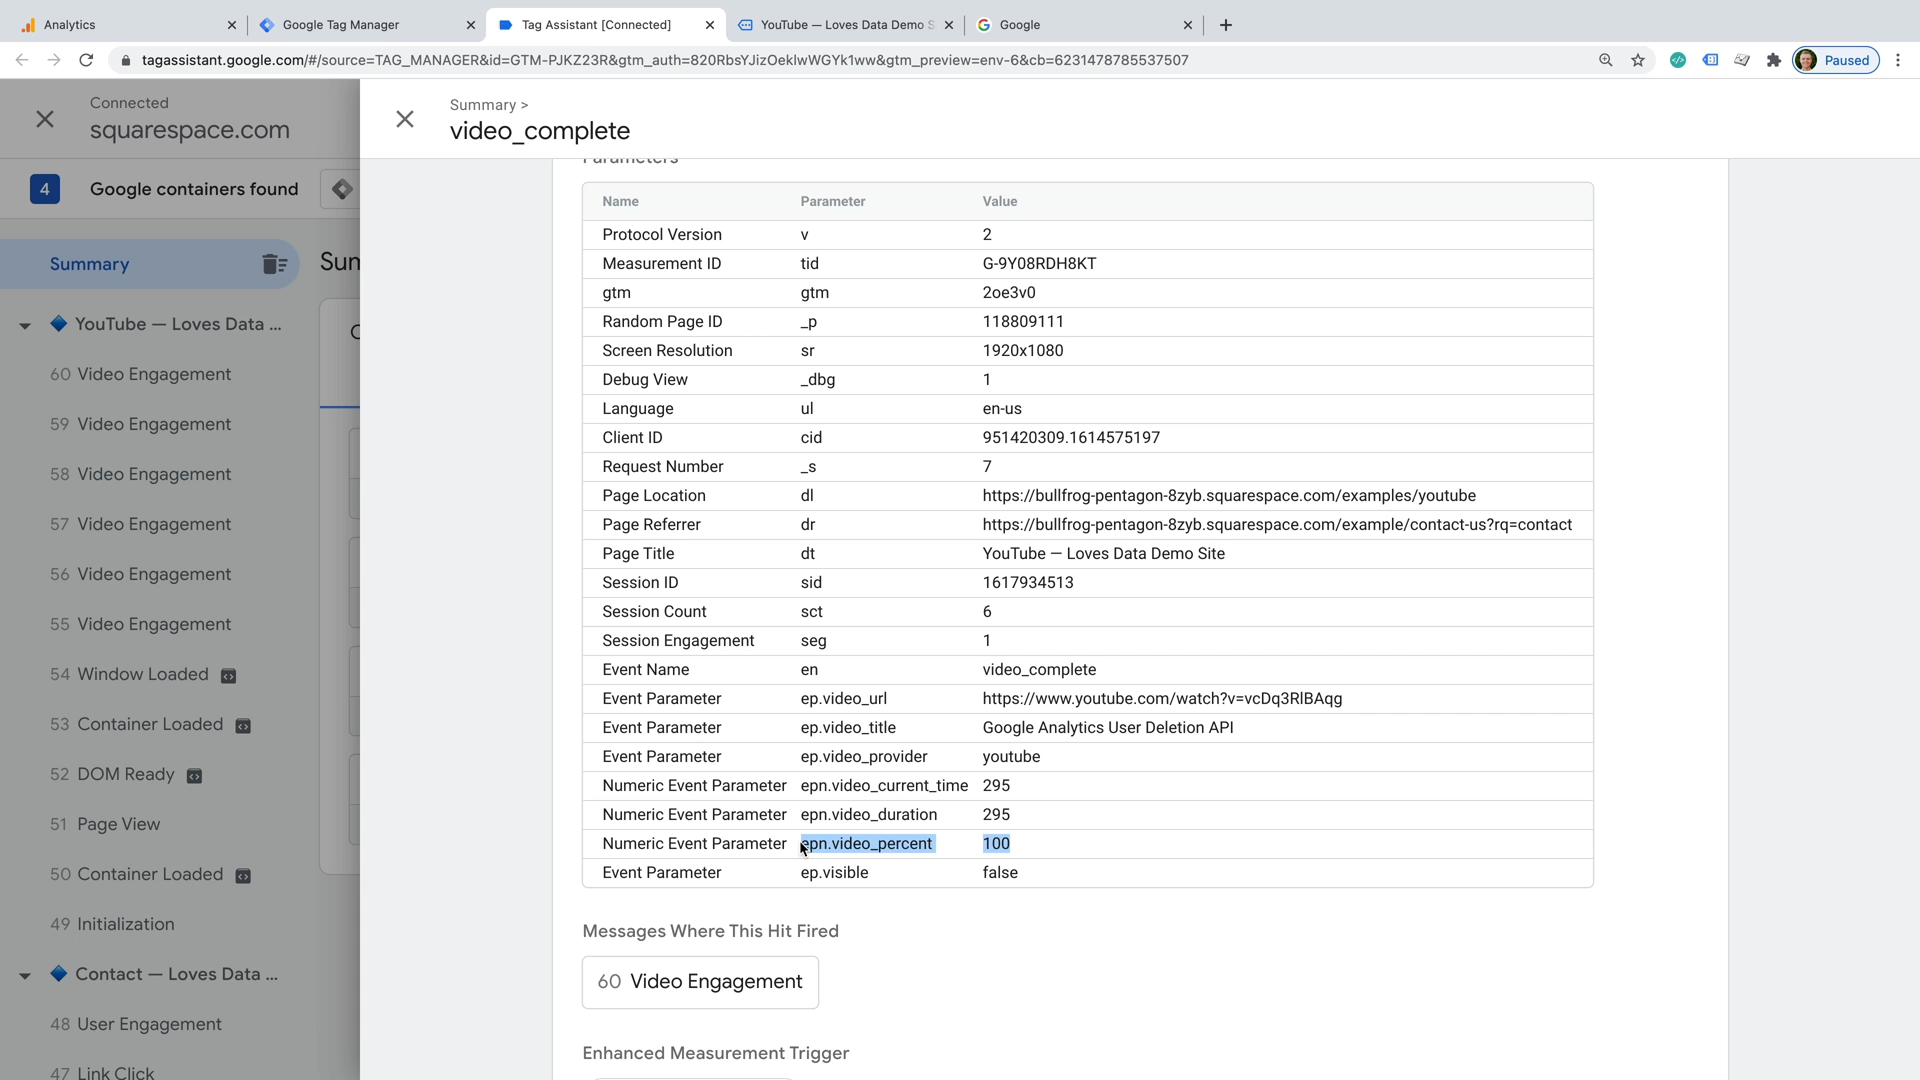 Analytics
Google Tag Manager
Tag Assistant [Connected]
YouTube — Loves Data Demo S
Google
tagassistant.google.com/#/source=TAG_MANAGER&id=GTM-PJKZ23R&gtm_auth=820RbsYJizOeklwWGYk1ww&gtm_preview=env-6&cb=6231478785537507
Paused
Connected
squarespace.com
Summary >
video_complete
4 Google containers found
Summary
Sum
YouTube — Loves Data ...
60 Video Engagement
59 Video Engagement
58 Video Engagement
57 Video Engagement
56 Video Engagement
55 Video Engagement
54 Window Loaded
53 Container Loaded
52 DOM Ready
51 Page View
50 Container Loaded
49 Initialization
Contact — Loves Data ...
48 User Engagement
47 Link Click
Parameters
Name Parameter Value
Protocol Version v 2
Measurement ID tid G-9Y08RDH8KT
gtm gtm 2oe3v0
Random Page ID _p 118809111
Screen Resolution sr 1920x1080
Debug View _dbg 1
Language ul en-us
Client ID cid 951420309.1614575197
Request Number _s 7
Page Location dl https://bullfrog-pentagon-8zyb.squarespace.com/examples/youtube
Page Referrer dr https://bullfrog-pentagon-8zyb.squarespace.com/example/contact-us?rq=contact
Page Title dt YouTube — Loves Data Demo Site
Session ID sid 1617934513
Session Count sct 6
Session Engagement seg 1
Event Name en video_complete
Event Parameter ep.video_url https://www.youtube.com/watch?v=vcDq3RlBAqg
Event Parameter ep.video_title Google Analytics User Deletion API
Event Parameter ep.video_provider youtube
Numeric Event Parameter epn.video_current_time 295
Numeric Event Parameter epn.video_duration 295
Numeric Event Parameter epn.video_percent 100
Event Parameter ep.visible false
Messages Where This Hit Fired
60 Video Engagement
Enhanced Measurement Trigger